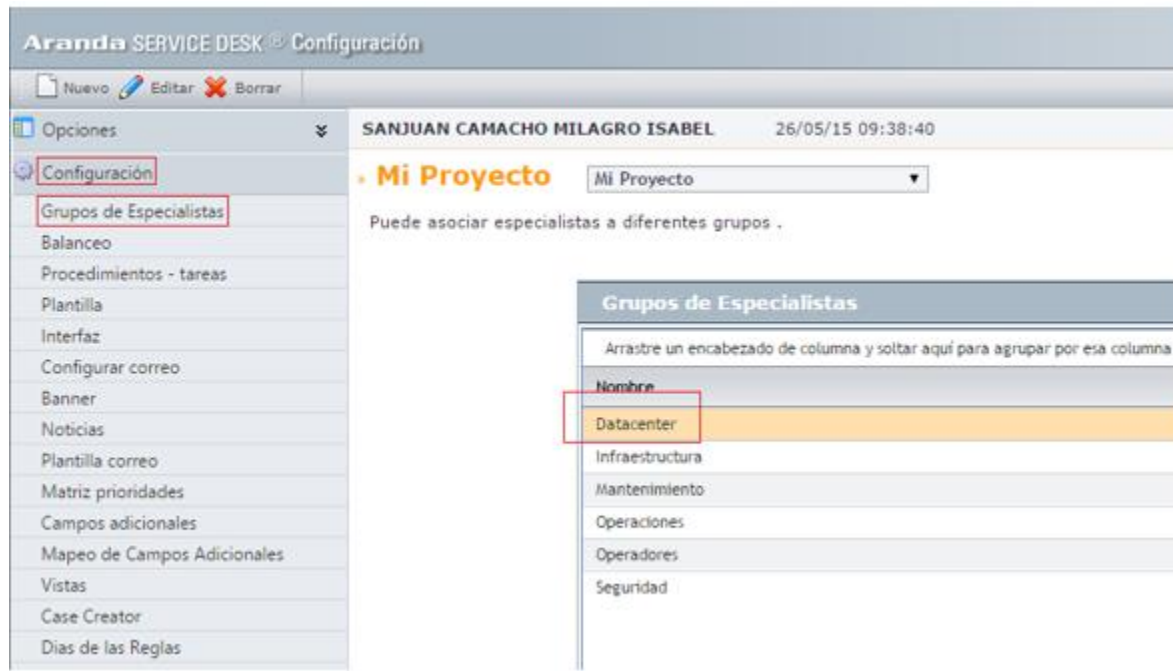 Aranda SERVICE DESK ® Configuración
Nuevo Editar Borrar
Opciones
SANJUAN CAMACHO MILAGRO ISABEL 26/05/15 09:38:40
Configuración
Mi Proyecto Mi Proyecto
Grupos de Especialistas
Puede asociar especialistas a diferentes grupos .
Balanceo
Procedimientos - tareas
Plantilla
Interfaz
Configurar correo
Banner
Noticias
Plantilla correo
Matriz prioridades
Campos adicionales
Mapeo de Campos Adicionales
Vistas
Case Creator
Dias de las Reglas
Grupos de Especialistas
Arrastre un encabezado de columna y soltar aquí para agrupar por esa columna
Nombre
Datacenter
Infraestructura
Mantenimiento
Operaciones
Operadores
Seguridad